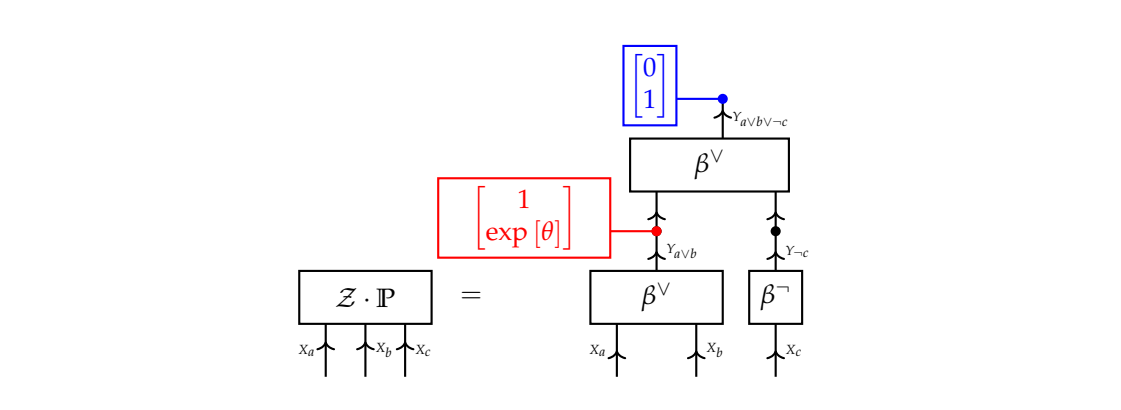 [0
1]
Y_{a∨b∨¬c}
β^∨
[1
exp [θ]]
Y_{a∨b}
Y_{¬c}
𝒵 · ℙ
=
β^∨
β^¬
X_a X_b X_c
X_a X_b X_c